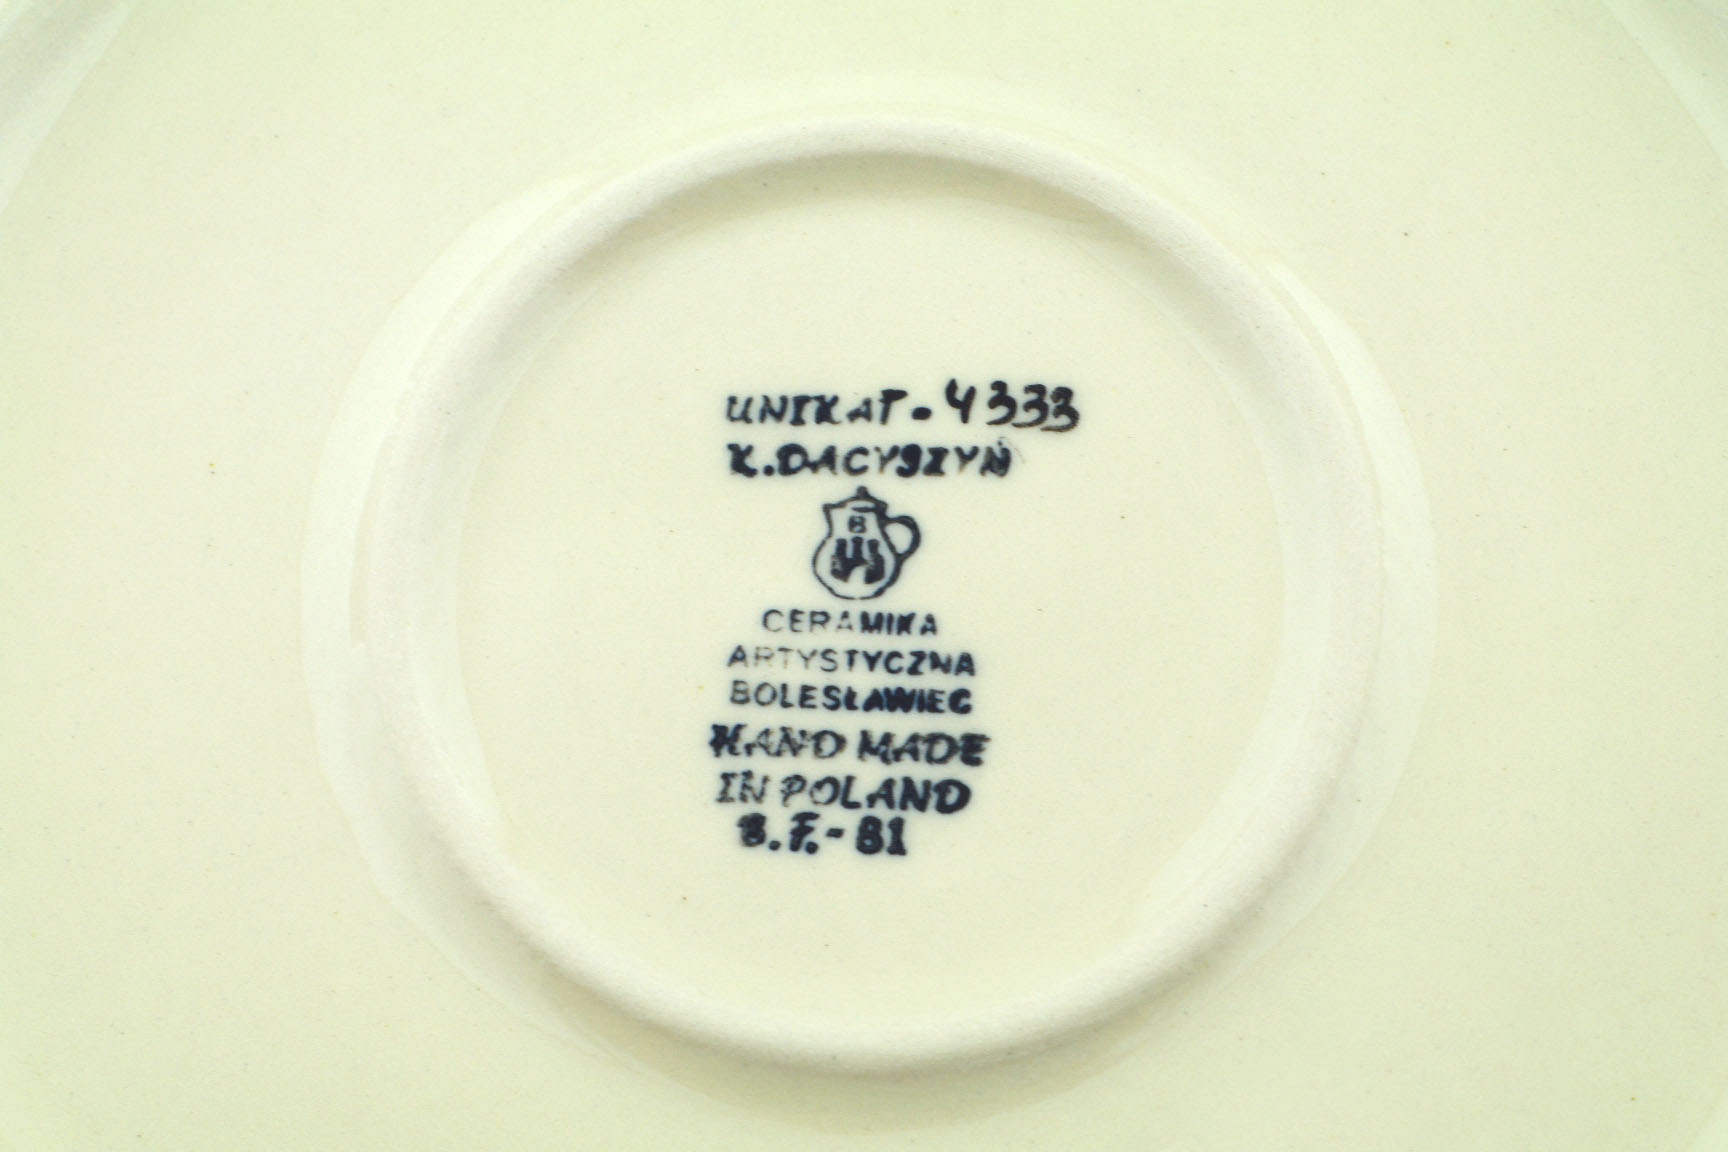 UNIKAT-4333
K.DACYSZYN
B
CERAMIKA
ARTYSTYCZNA
BOLESŁAWIEC
HAND MADE
IN POLAND
B.F.-81